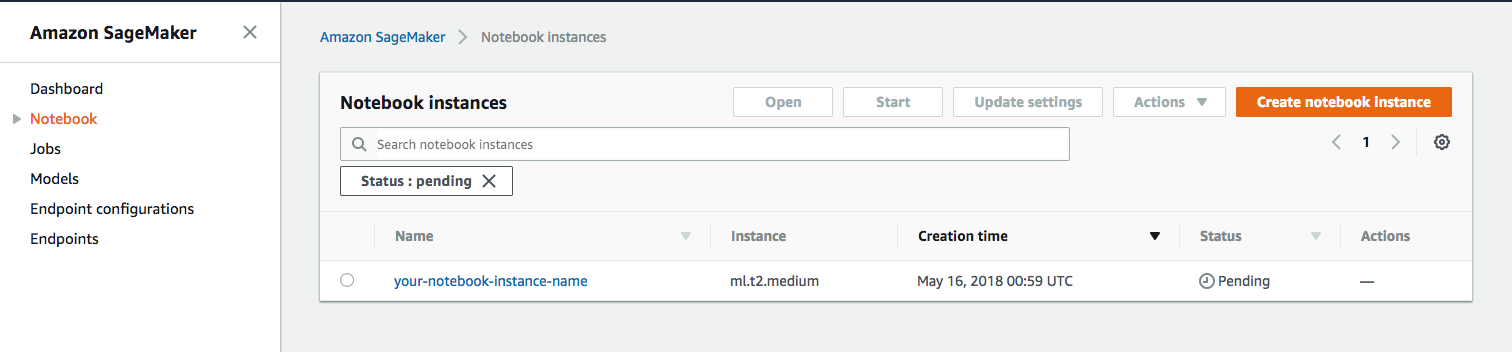 Amazon SageMaker
Dashboard
Notebook
Jobs
Models
Endpoint configurations
Endpoints
Amazon SageMaker > Notebook instances
Notebook instances Open Start Update settings Actions Create notebook instance
Search notebook instances 1
Status : pending
Name Instance Creation time Status Actions
your-notebook-instance-name ml.t2.medium May 16, 2018 00:59 UTC Pending —